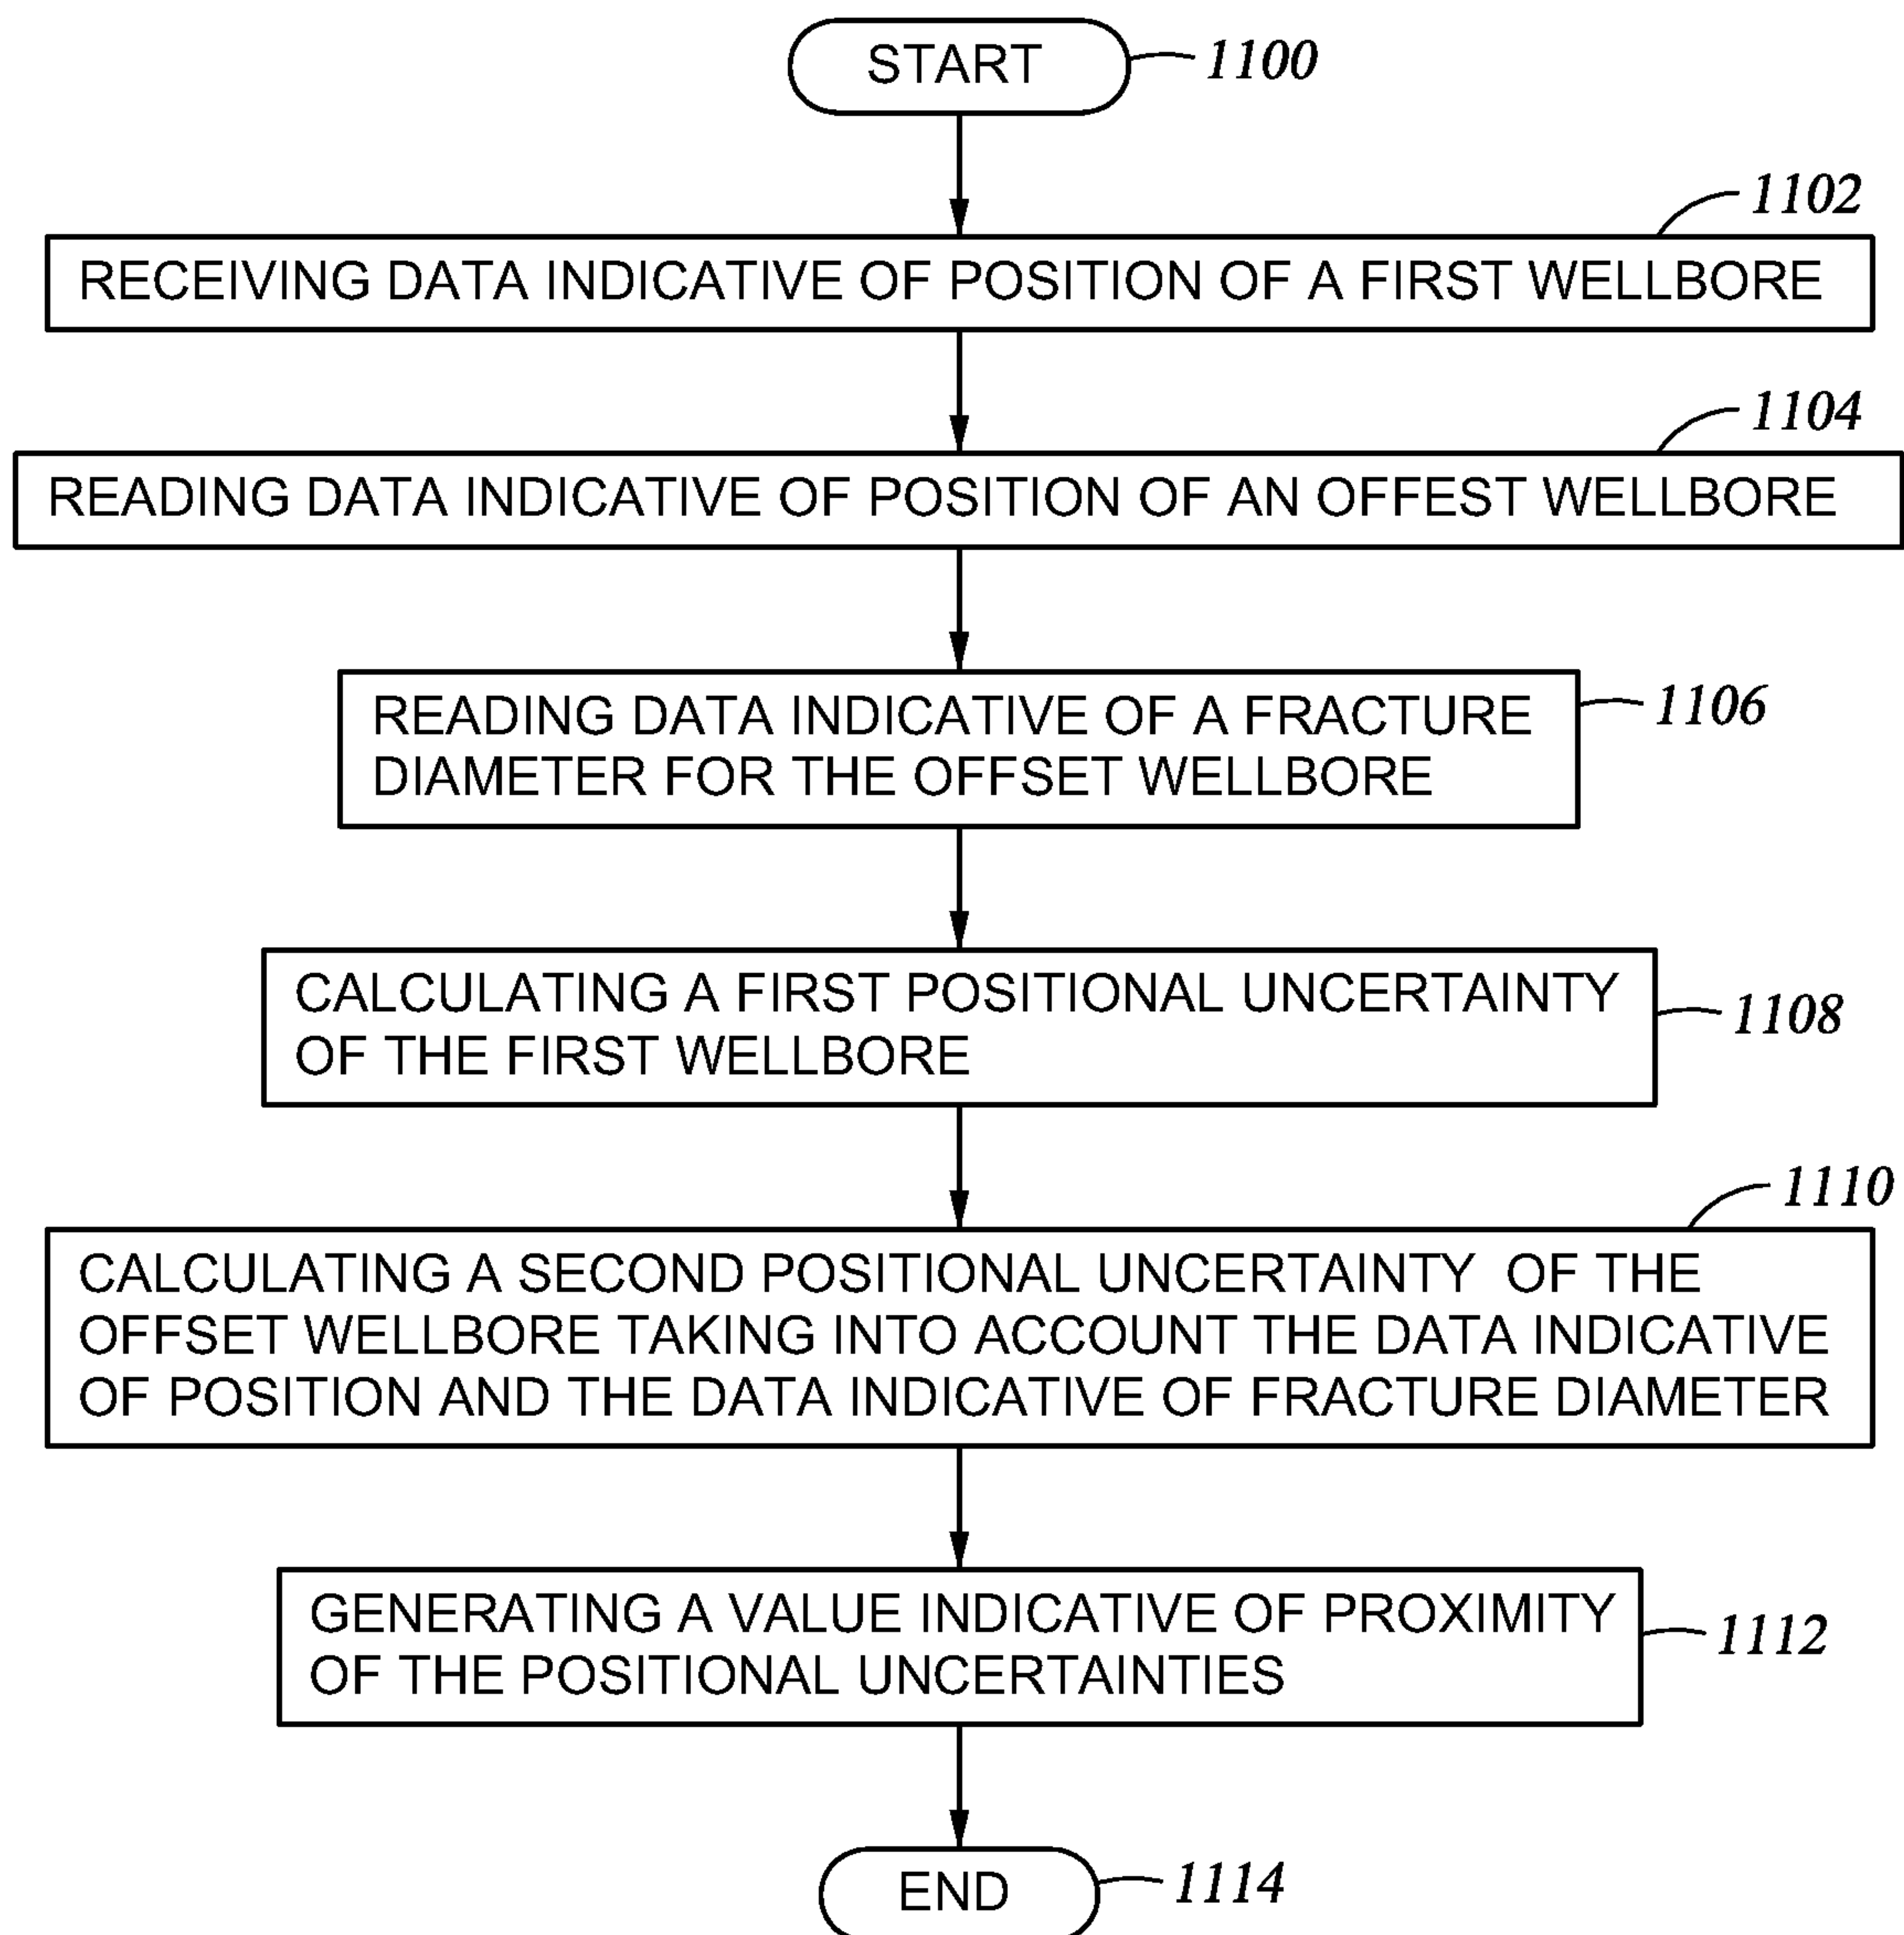 START
1100
1102
RECEIVING DATA INDICATIVE OF POSITION OF A FIRST WELLBORE
1104
READING DATA INDICATIVE OF POSITION OF AN OFFEST WELLBORE
READING DATA INDICATIVE OF A FRACTURE
DIAMETER FOR THE OFFSET WELLBORE
1106
CALCULATING A FIRST POSITIONAL UNCERTAINTY
OF THE FIRST WELLBORE
1108
1110
CALCULATING A SECOND POSITIONAL UNCERTAINTY OF THE
OFFSET WELLBORE TAKING INTO ACCOUNT THE DATA INDICATIVE
OF POSITION AND THE DATA INDICATIVE OF FRACTURE DIAMETER
GENERATING A VALUE INDICATIVE OF PROXIMITY
OF THE POSITIONAL UNCERTAINTIES
1112
END
1114